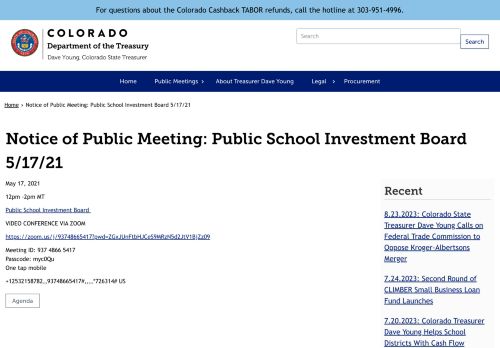 For questions about the Colorado Cashback TABOR refunds, call the hotline at 303-951-4996.
COLORADO
Department of the Treasury
Dave Young, Colorado State Treasurer
Search
Search
Home
Public Meetings ›
About Treasurer Dave Young
Legal ›
Procurement
Home › Notice of Public Meeting: Public School Investment Board 5/17/21
Notice of Public Meeting: Public School Investment Board
5/17/21
May 17, 2021
12pm -2pm MT
Public School Investment Board
VIDEO CONFERENCE VIA ZOOM
https://zoom.us/j/93748665417?pwd=ZGxJUnFtbHJCeS9MRzN5d2JtV1BjZz09
Meeting ID: 937 4866 5417
Passcode: myc0Qu
One tap mobile
+12532158782,,93748665417#,,,,*726314# US
Agenda
Recent
8.23.2023: Colorado State
Treasurer Dave Young Calls on
Federal Trade Commission to
Oppose Kroger-Albertsons
Merger
7.24.2023: Second Round of
CLIMBER Small Business Loan
Fund Launches
7.20.2023: Colorado Treasurer
Dave Young Helps School
Districts With Cash Flow